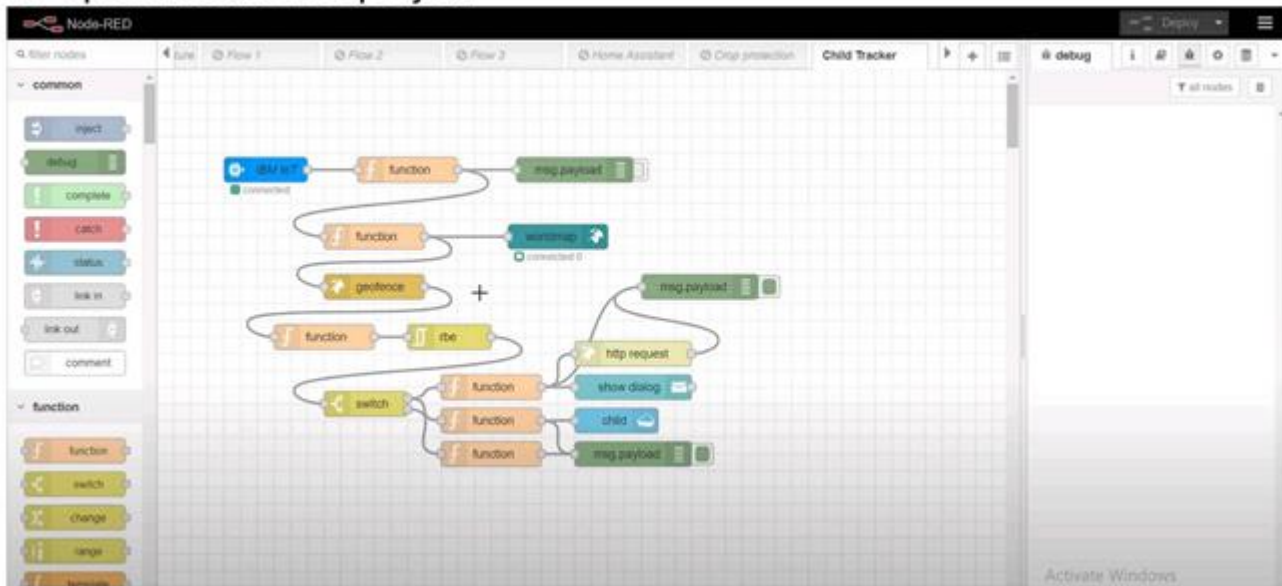 Node-RED
Deploy
filter nodes
Flow 1
Flow 2
Flow 3
Home Assistant
Crop protection
Child Tracker
debug
i
all nodes
common
inject
debug
complete
catch
status
link in
link out
comment
function
function
switch
change
range
template
function
msg.payload
connected
function
worldmap
connected 0
geofence
msg.payload
function
rbe
http request
function
show dialog
switch
function
child
function
msg.payload
Activate Windows